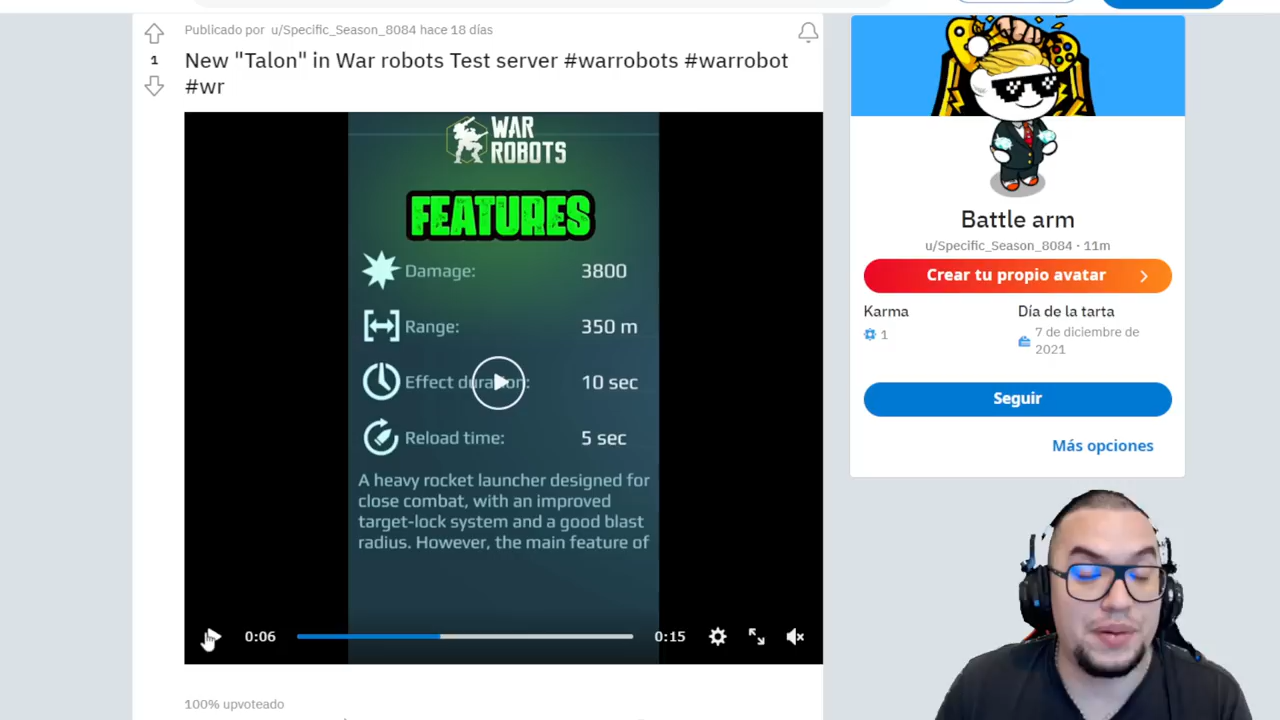 Publicado por u/Specific_Season_8084 hace 18 días
1
New "Talon" in War robots Test server #warrobots #warrobot
#wr
WAR
ROBOTS
FEATURES
Damage: 3800
Range: 350 m
Effect duration: 10 sec
Reload time: 5 sec
A heavy rocket launcher designed for
close combat, with an improved
target-lock system and a good blast
radius. However, the main feature of
0:06 0:15
100% upvoteado
Battle arm
u/Specific_Season_8084 · 11m
Crear tu propio avatar
Karma
1
Día de la tarta
7 de diciembre de
2021
Seguir
Más opciones